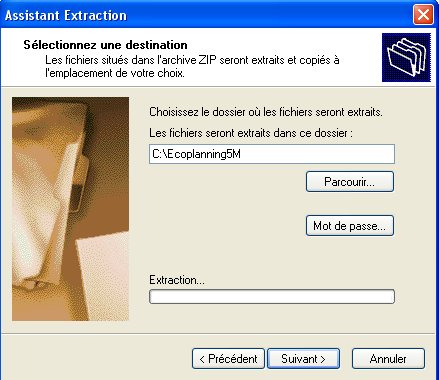 Assistant Extraction
Sélectionnez une destination
Les fichiers situés dans l'archive ZIP seront extraits et copiés à
l'emplacement de votre choix.
Choisissez le dossier où les fichiers seront extraits.
Les fichiers seront extraits dans ce dossier :
C:\Ecoplanning5M
Parcourir...
Mot de passe...
Extraction...
< Précédent Suivant > Annuler